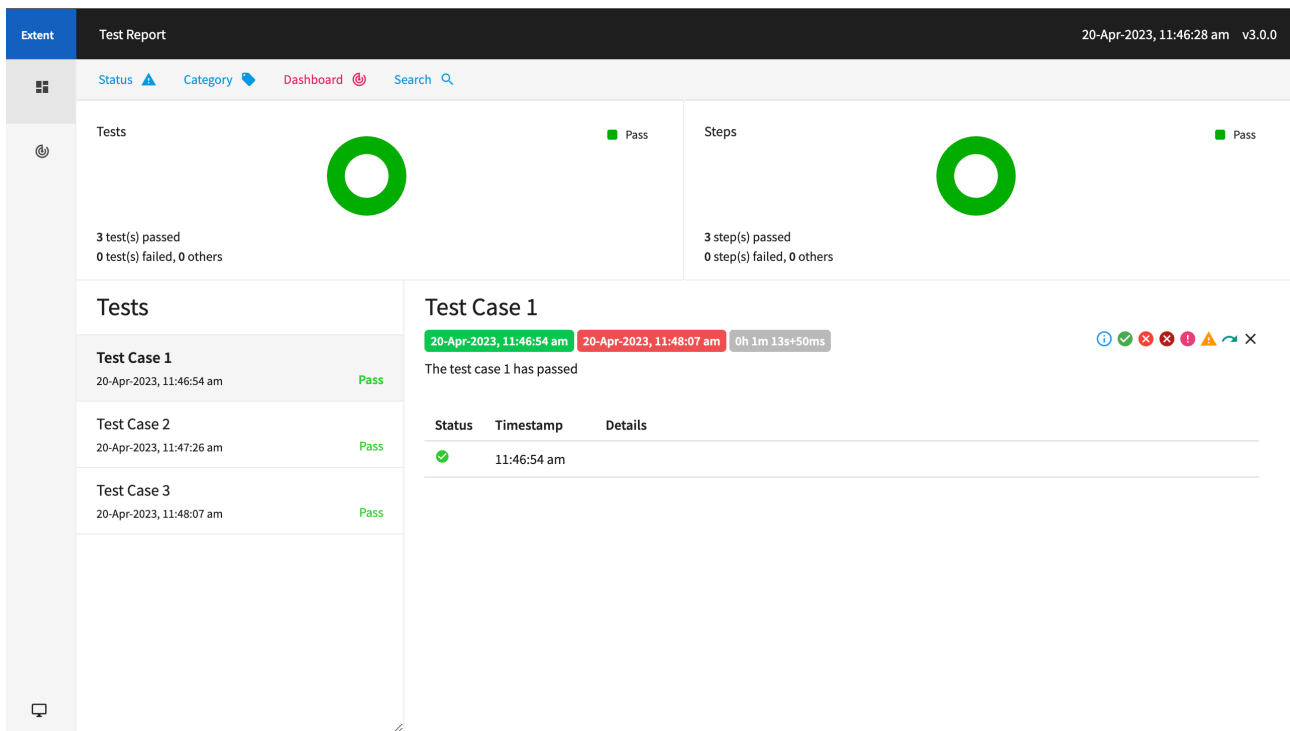 Extent Test Report 20-Apr-2023, 11:46:28 am v3.0.0
Status Category Dashboard Search
Tests
Pass
3 test(s) passed
0 test(s) failed, 0 others
Steps
Pass
3 step(s) passed
0 step(s) failed, 0 others
Tests
Test Case 1
20-Apr-2023, 11:46:54 am Pass
Test Case 2
20-Apr-2023, 11:47:26 am Pass
Test Case 3
20-Apr-2023, 11:48:07 am Pass
Test Case 1
20-Apr-2023, 11:46:54 am 20-Apr-2023, 11:48:07 am 0h 1m 13s+50ms
The test case 1 has passed
Status Timestamp Details
11:46:54 am